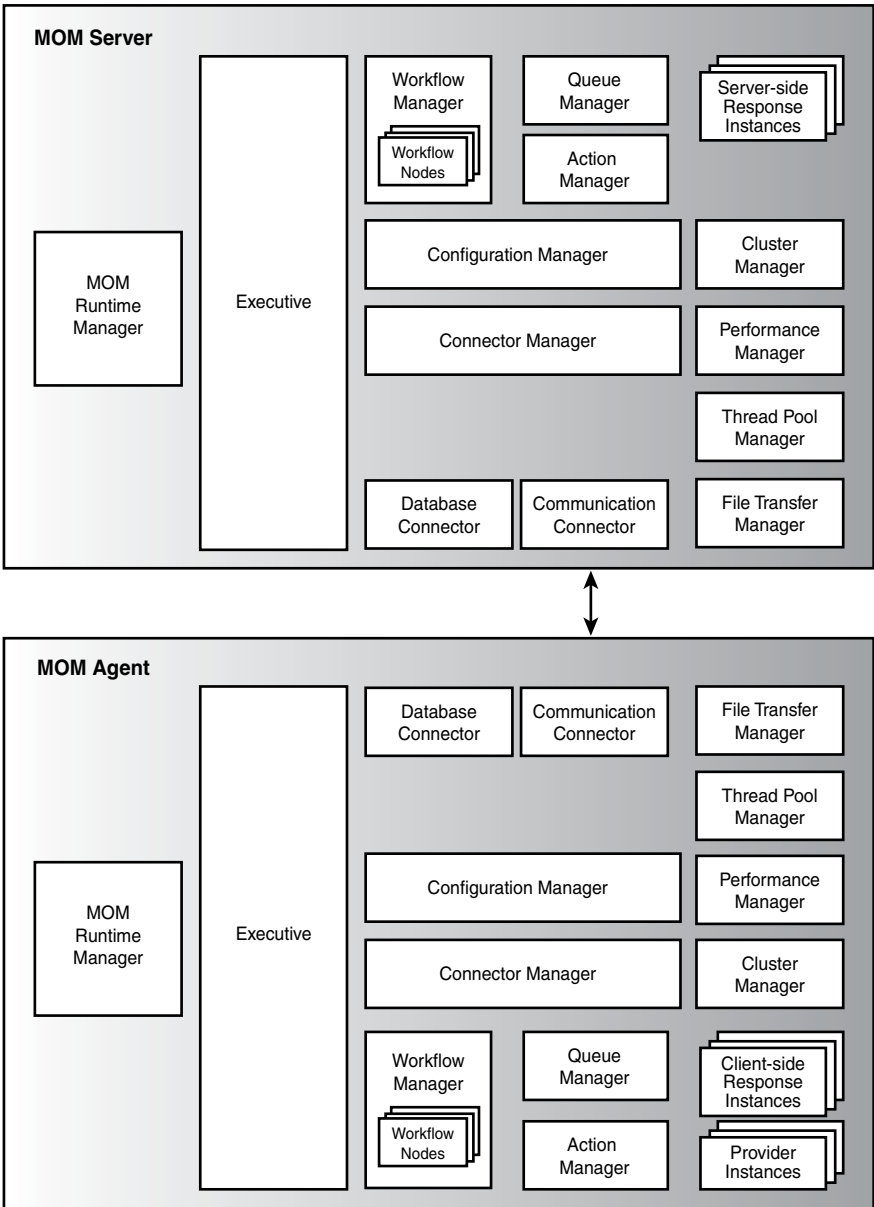 MOM Server
Workflow
Manager
Workflow
Nodes
Queue
Manager
Action
Manager
Server-side
Response
Instances
MOM
Runtime
Manager
Executive
Configuration Manager
Cluster
Manager
Connector Manager
Performance
Manager
Thread Pool
Manager
Database
Connector
Communication
Connector
File Transfer
Manager
MOM Agent
Database
Connector
Communication
Connector
File Transfer
Manager
Thread Pool
Manager
MOM
Runtime
Manager
Executive
Configuration Manager
Performance
Manager
Connector Manager
Cluster
Manager
Workflow
Manager
Workflow
Nodes
Queue
Manager
Action
Manager
Client-side
Response
Instances
Provider
Instances